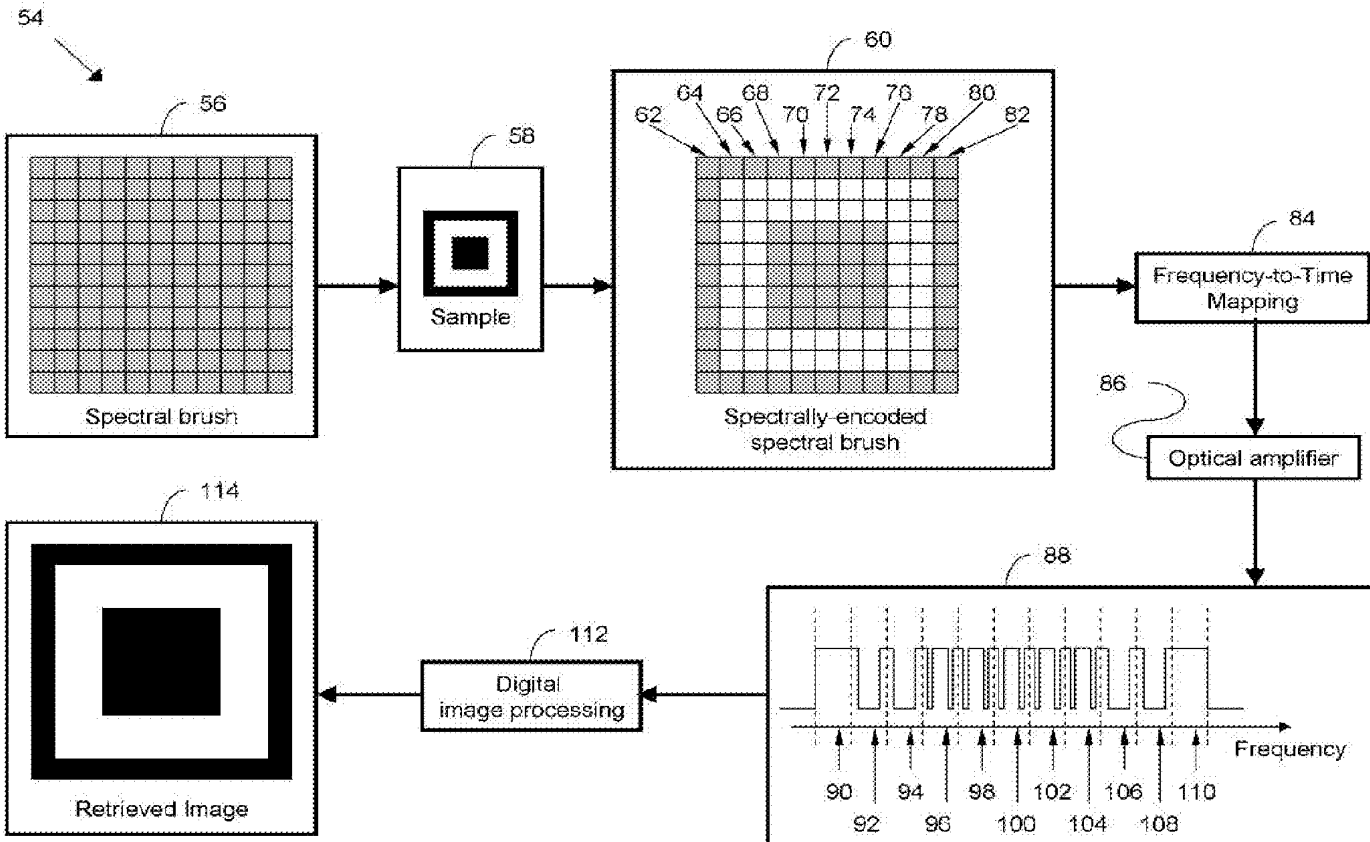 54
56
Spectral brush
58
Sample
60
62
64
66
68
70
72
74
76
78
80
82
Spectrally-encoded
spectral brush
84
Frequency-to-Time
Mapping
86
Optical amplifier
88
Frequency
90
92
94
96
98
100
102
104
106
108
110
112
Digital
image processing
114
Retrieved Image